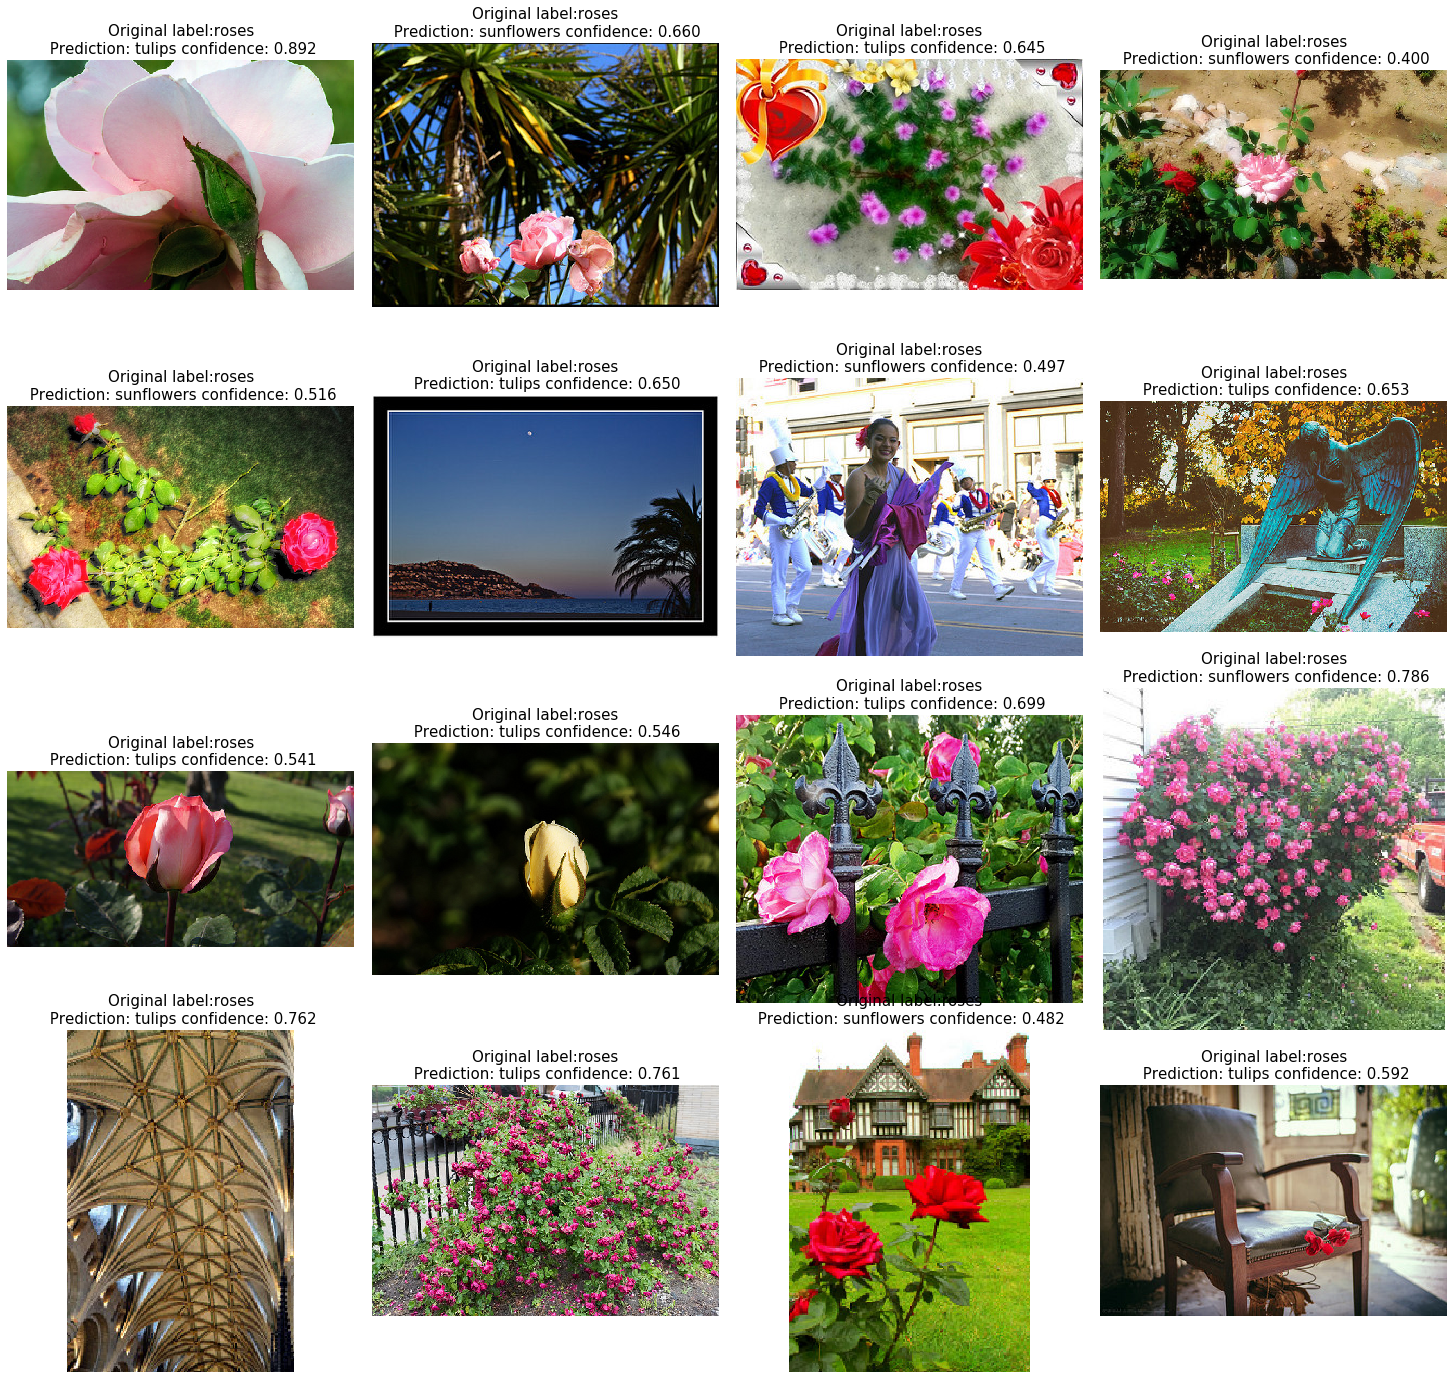 Original label:roses
Prediction: tulips confidence: 0.892
Original label:roses
Prediction: sunflowers confidence: 0.660
Original label:roses
Prediction: tulips confidence: 0.645
Original label:roses
Prediction: sunflowers confidence: 0.400
Original label:roses
Prediction: sunflowers confidence: 0.516
Original label:roses
Prediction: tulips confidence: 0.650
Original label:roses
Prediction: sunflowers confidence: 0.497
Original label:roses
Prediction: tulips confidence: 0.653
Original label:roses
Prediction: tulips confidence: 0.541
Original label:roses
Prediction: tulips confidence: 0.546
Original label:roses
Prediction: tulips confidence: 0.699
Original label:roses
Prediction: sunflowers confidence: 0.786
Original label:roses
Prediction: tulips confidence: 0.762
Original label:roses
Prediction: tulips confidence: 0.761
Original label:roses
Prediction: sunflowers confidence: 0.482
Original label:roses
Prediction: tulips confidence: 0.592